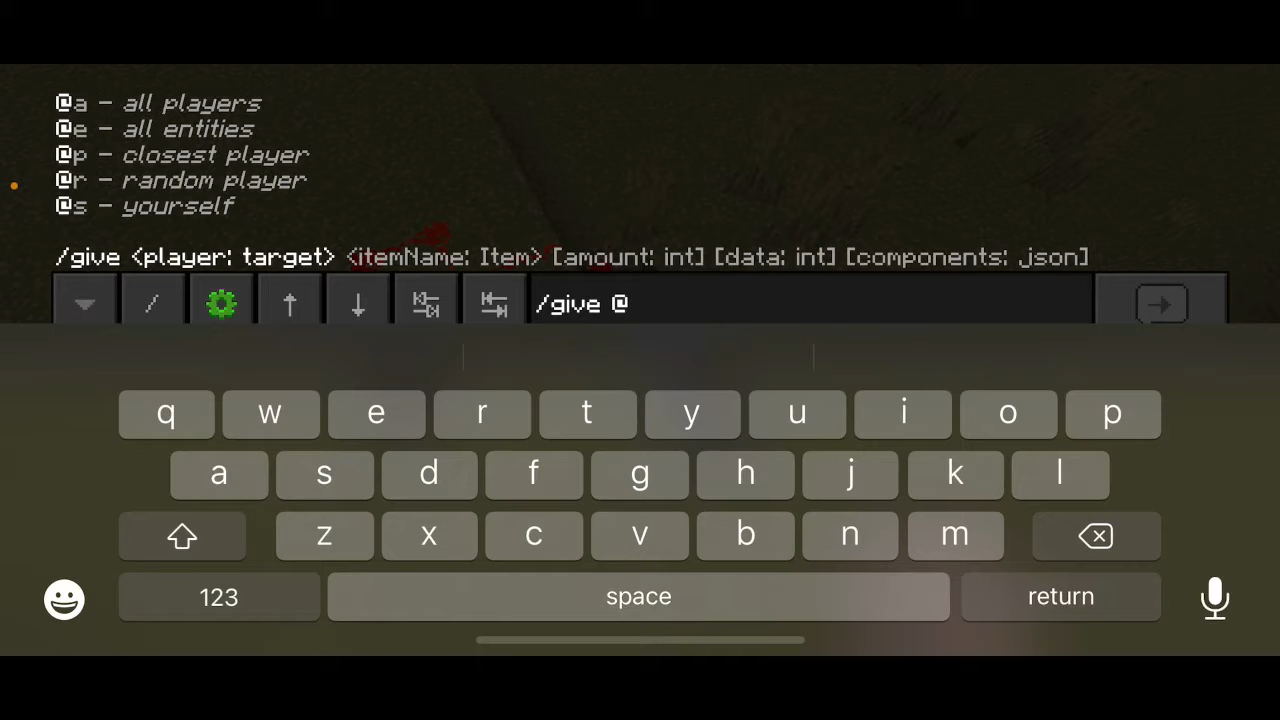 @a - all players
@e - all entities
@p - closest player
@r - random player
@s - yourself
/give <player: target> <itemName: Item> [amount: int] [data: int] [components: json]
/ /give @
q w e r t y u i o p
a s d f g h j k l
z x c v b n m
123 space return